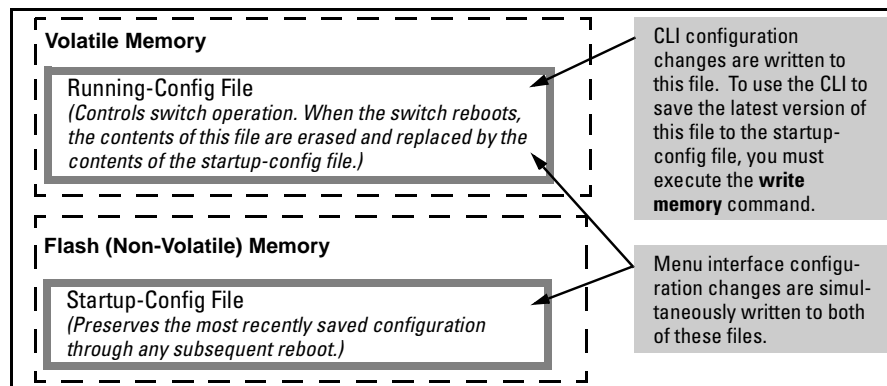 Volatile Memory
Running-Config File
(Controls switch operation. When the switch reboots,
the contents of this file are erased and replaced by the
contents of the startup-config file.)
CLI configuration
changes are written to
this file. To use the CLI to
save the latest version of
this file to the startup-
config file, you must
execute the write
memory command.
Flash (Non-Volatile) Memory
Startup-Config File
(Preserves the most recently saved configuration
through any subsequent reboot.)
Menu interface configu-
ration changes are simul-
taneously written to both
of these files.